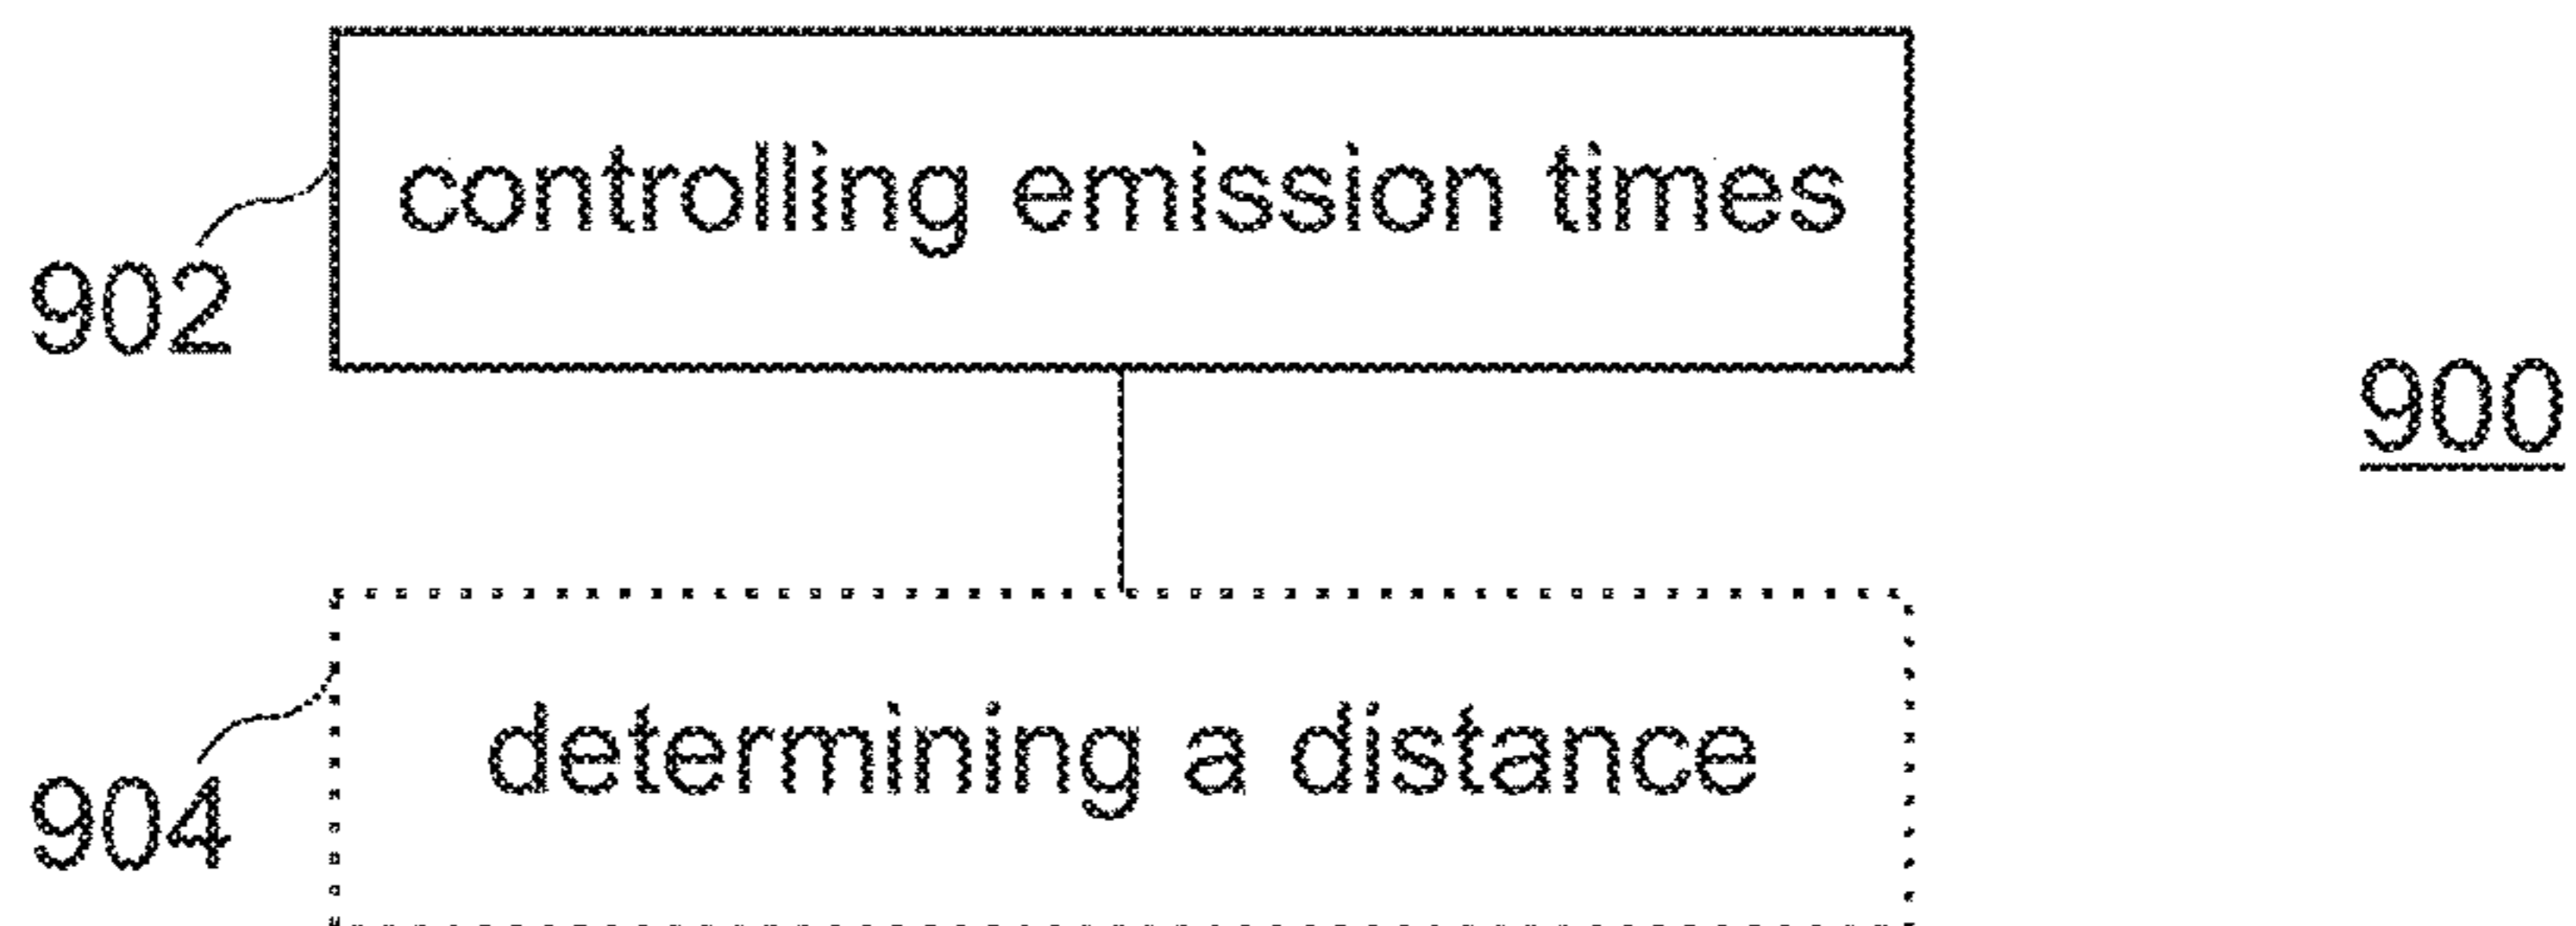 controlling emission times
902
900
determining a distance
904